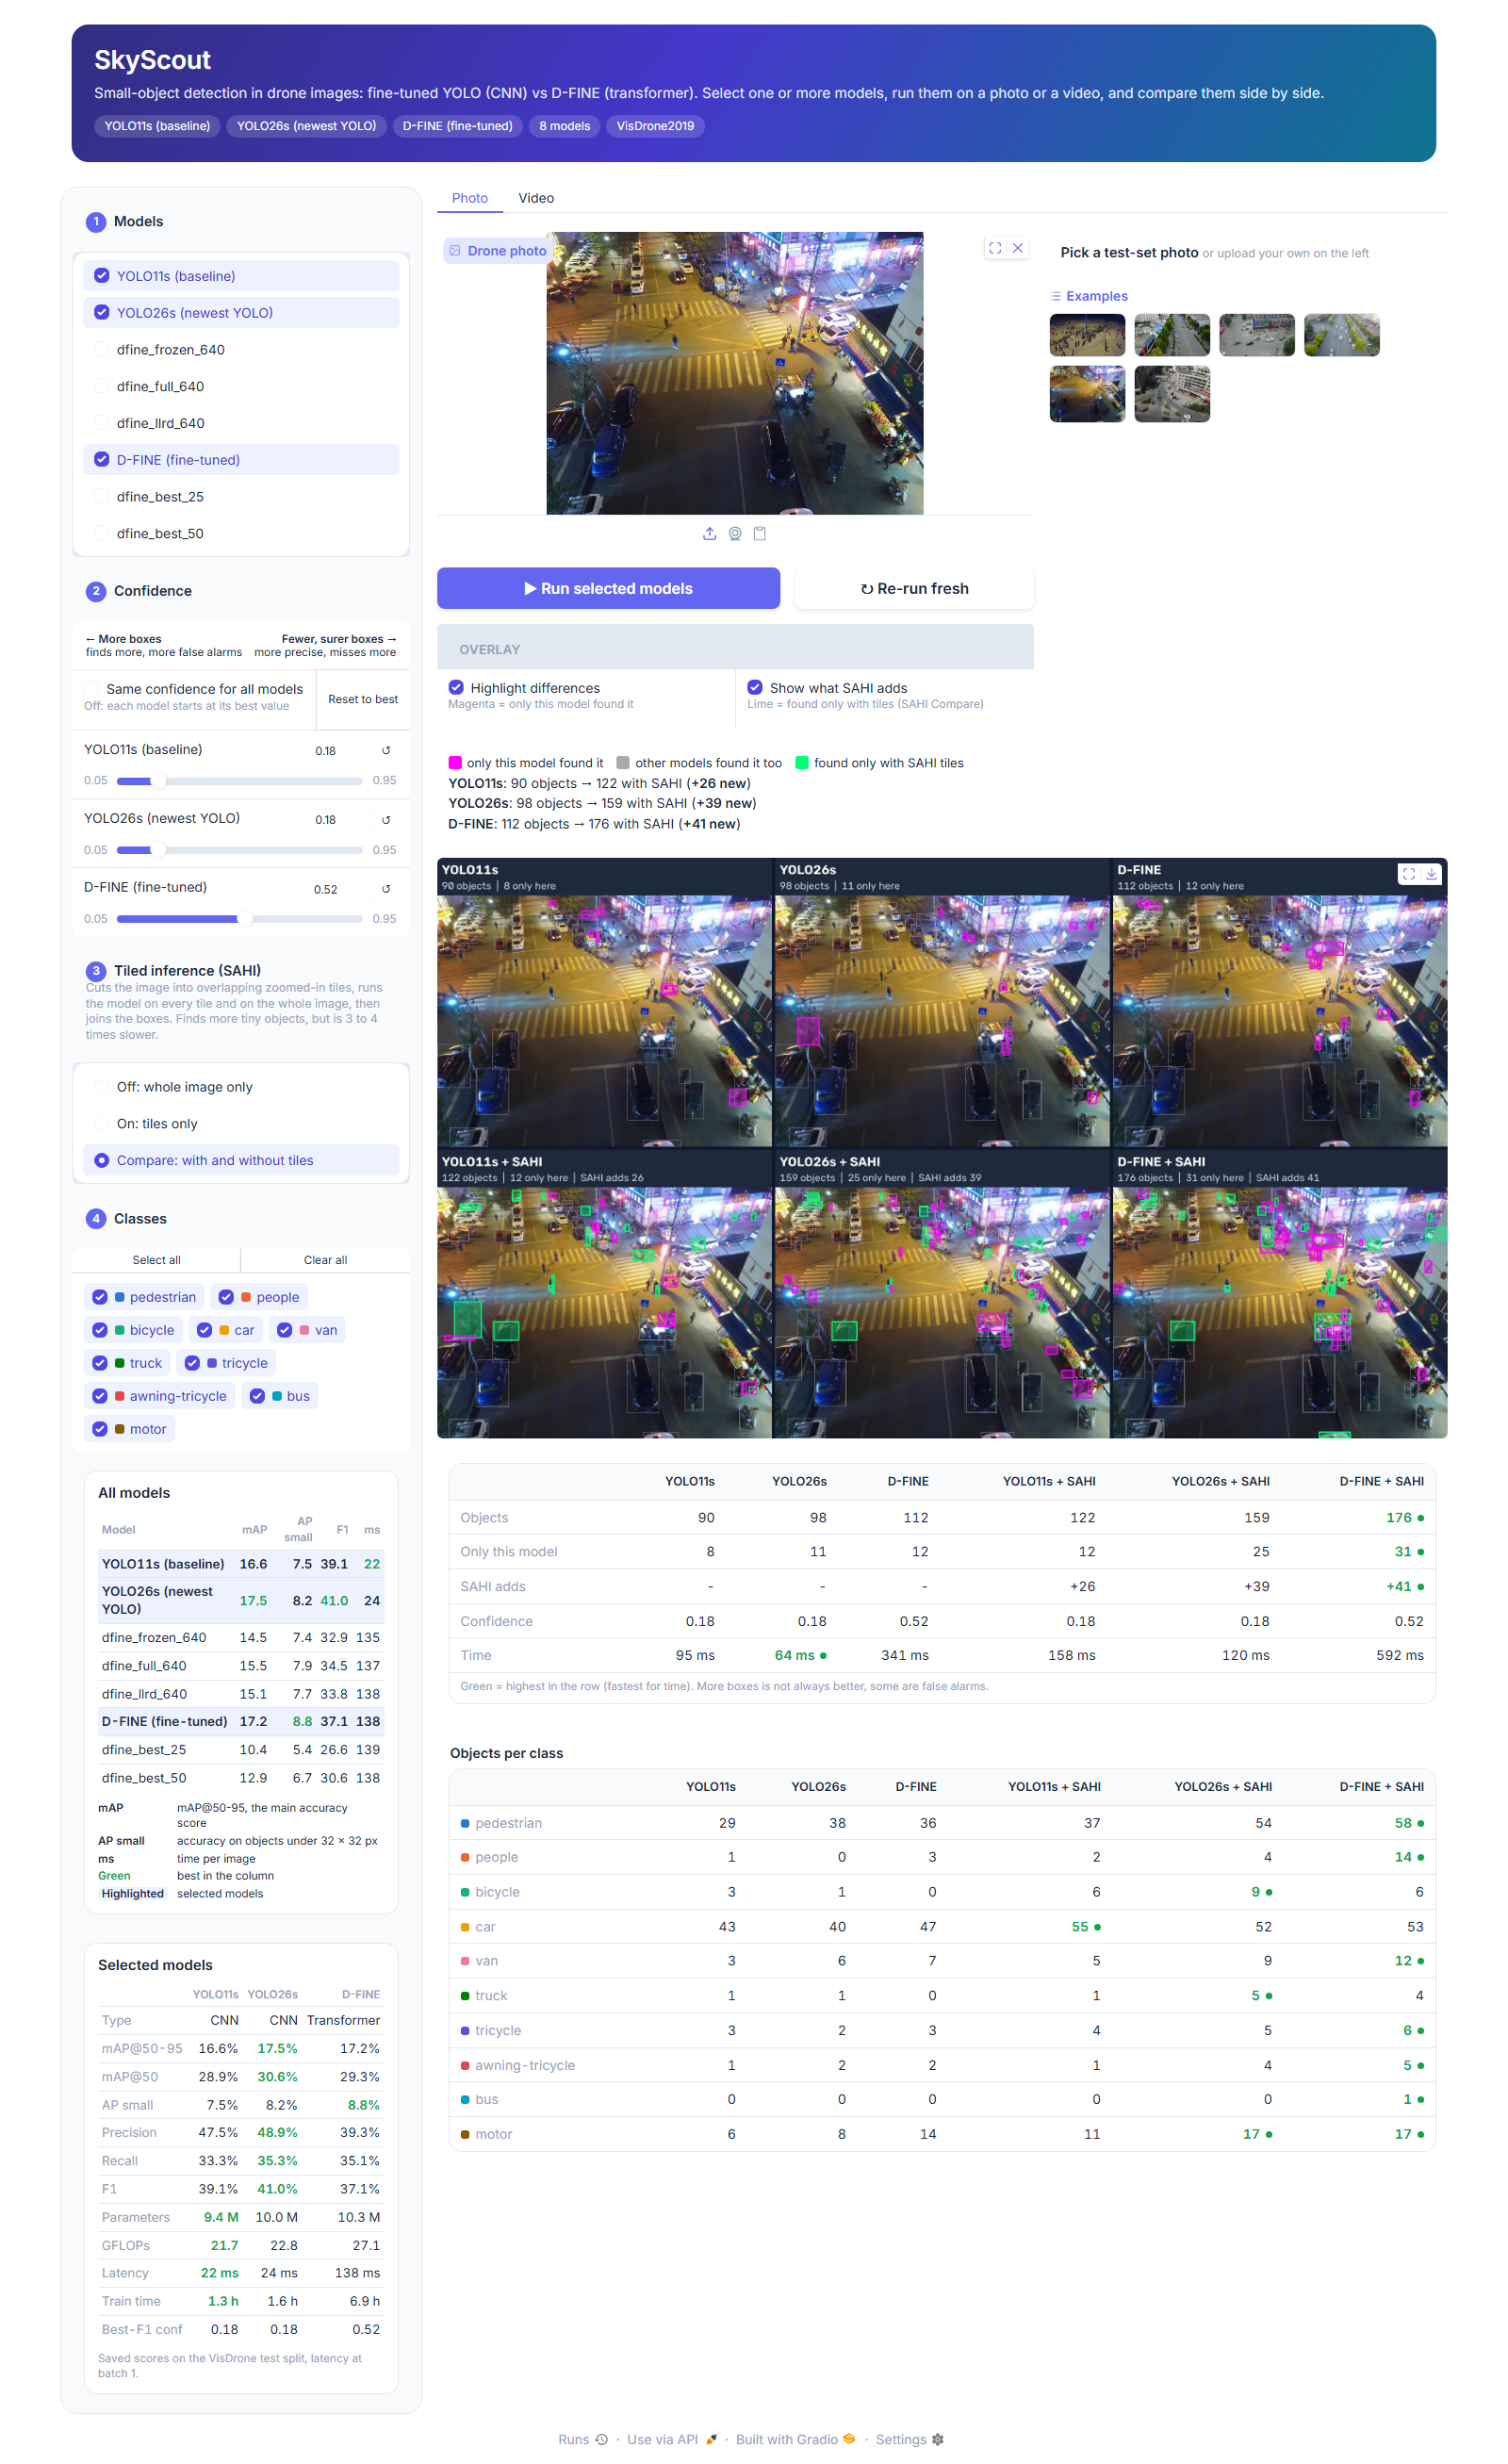 SkyScout
Small-object detection in drone images: fine-tuned YOLO (CNN) vs D-FINE (transformer). Select one or more models, run them on a photo or a video, and compare them side by side.
YOLO11s (baseline) YOLO26s (newest YOLO) D-FINE (fine-tuned) 8 models VisDrone2019
1 Models
YOLO11s (baseline)
YOLO26s (newest YOLO)
dfine_frozen_640
dfine_full_640
dfine_llrd_640
D-FINE (fine-tuned)
dfine_best_25
dfine_best_50
2 Confidence
← More boxes Fewer, surer boxes →
finds more, more false alarms more precise, misses more
Same confidence for all models Reset to best
Off: each model starts at its best value
YOLO11s (baseline) 0.18 ↺
0.05 0.95
YOLO26s (newest YOLO) 0.18 ↺
0.05 0.95
D-FINE (fine-tuned) 0.52 ↺
0.05 0.95
3 Tiled inference (SAHI)
Cuts the image into overlapping zoomed-in tiles, runs
the model on every tile and on the whole image, then
joins the boxes. Finds more tiny objects, but is 3 to 4
times slower.
Off: whole image only
On: tiles only
Compare: with and without tiles
4 Classes
Select all Clear all
pedestrian people
bicycle car van
truck tricycle
awning-tricycle bus
motor
All models
Model mAP AP small F1 ms
YOLO11s (baseline) 16.6 7.5 39.1 22
YOLO26s (newest YOLO) 17.5 8.2 41.0 24
dfine_frozen_640 14.5 7.4 32.9 135
dfine_full_640 15.5 7.9 34.5 137
dfine_llrd_640 15.1 7.7 33.8 138
D-FINE (fine-tuned) 17.2 8.8 37.1 138
dfine_best_25 10.4 5.4 26.6 139
dfine_best_50 12.9 6.7 30.6 138
mAP mAP@50-95, the main accuracy
score
AP small accuracy on objects under 32 × 32 px
ms time per image
Green best in the column
Highlighted selected models
Selected models
YOLO11s YOLO26s D-FINE
Type CNN CNN Transformer
mAP@50-95 16.6% 17.5% 17.2%
mAP@50 28.9% 30.6% 29.3%
AP small 7.5% 8.2% 8.8%
Precision 47.5% 48.9% 39.3%
Recall 33.3% 35.3% 35.1%
F1 39.1% 41.0% 37.1%
Parameters 9.4 M 10.0 M 10.3 M
GFLOPs 21.7 22.8 27.1
Latency 22 ms 24 ms 138 ms
Train time 1.3 h 1.6 h 6.9 h
Best-F1 conf 0.18 0.18 0.52
Saved scores on the VisDrone test split, latency at
batch 1.
Photo Video
Drone photo
Pick a test-set photo or upload your own on the left
Examples
▶ Run selected models ↻ Re-run fresh
OVERLAY
Highlight differences Show what SAHI adds
Magenta = only this model found it Lime = found only with tiles (SAHI Compare)
only this model found it other models found it too found only with SAHI tiles
YOLO11s: 90 objects → 122 with SAHI (+26 new)
YOLO26s: 98 objects → 159 with SAHI (+39 new)
D-FINE: 112 objects → 176 with SAHI (+41 new)
YOLO11s YOLO26s D-FINE
90 objects | 8 only here 98 objects | 11 only here 112 objects | 12 only here
YOLO11s + SAHI YOLO26s + SAHI D-FINE + SAHI
122 objects | 12 only here | SAHI adds 26 159 objects | 25 only here | SAHI adds 39 176 objects | 31 only here | SAHI adds 41
YOLO11s YOLO26s D-FINE YOLO11s + SAHI YOLO26s + SAHI D-FINE + SAHI
Objects 90 98 112 122 159 176
Only this model 8 11 12 12 25 31
SAHI adds - - - +26 +39 +41
Confidence 0.18 0.18 0.52 0.18 0.18 0.52
Time 95 ms 64 ms 341 ms 158 ms 120 ms 592 ms
Green = highest in the row (fastest for time). More boxes is not always better, some are false alarms.
Objects per class
YOLO11s YOLO26s D-FINE YOLO11s + SAHI YOLO26s + SAHI D-FINE + SAHI
pedestrian 29 38 36 37 54 58
people 1 0 3 2 4 14
bicycle 3 1 0 6 9 6
car 43 40 47 55 52 53
van 3 6 7 5 9 12
truck 1 1 0 1 5 4
tricycle 3 2 3 4 5 6
awning-tricycle 1 2 2 1 4 5
bus 0 0 0 0 0 1
motor 6 8 14 11 17 17
Runs · Use via API · Built with Gradio · Settings